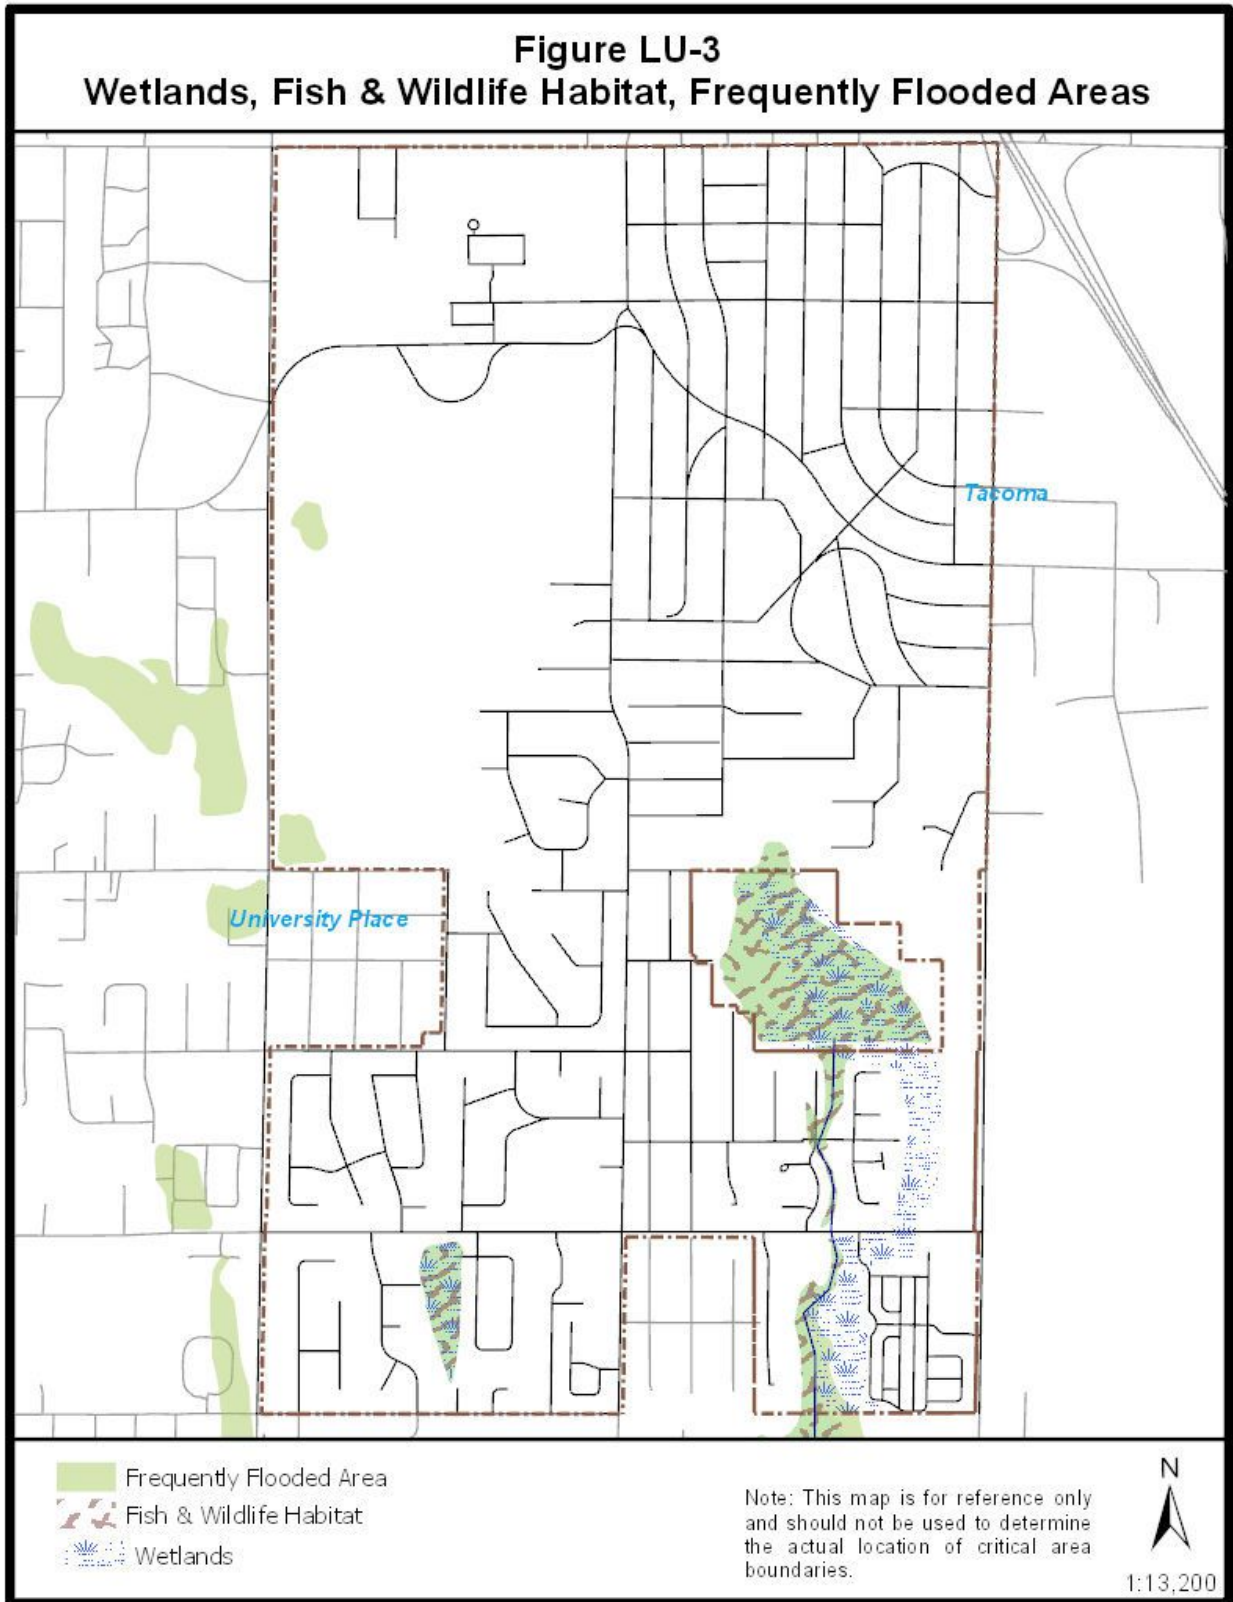 Figure LU-3
Wetlands, Fish & Wildlife Habitat, Frequently Flooded Areas
Tacoma
University Place
Frequently Flooded Area
Fish & Wildlife Habitat
Wetlands
Note: This map is for reference only
and should not be used to determine
the actual location of critical area
boundaries.
N
1:13,200